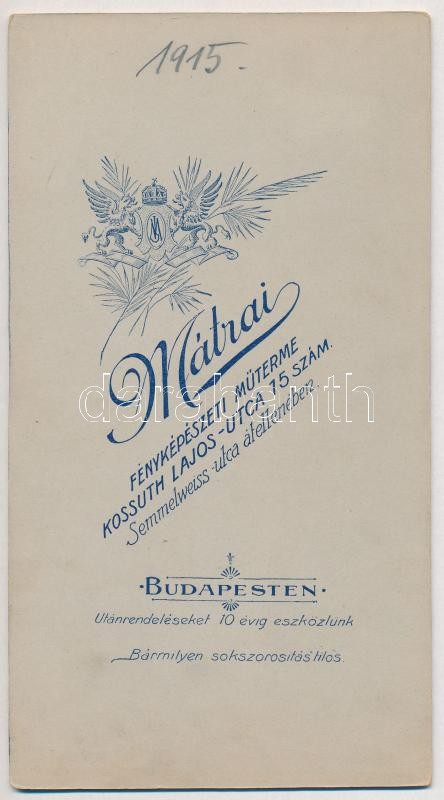 1915.
Mátrai
FÉNYKÉPÉSZETI MŰTERME
KOSSUTH LAJOS-UTCA 15 SZÁM.
Semmelweiss-utca átellenében.
·BUDAPESTEN·
Utánrendeléseket 10 évig eszközlünk
Bármilyen sokszorosítás tilos.
darabanth